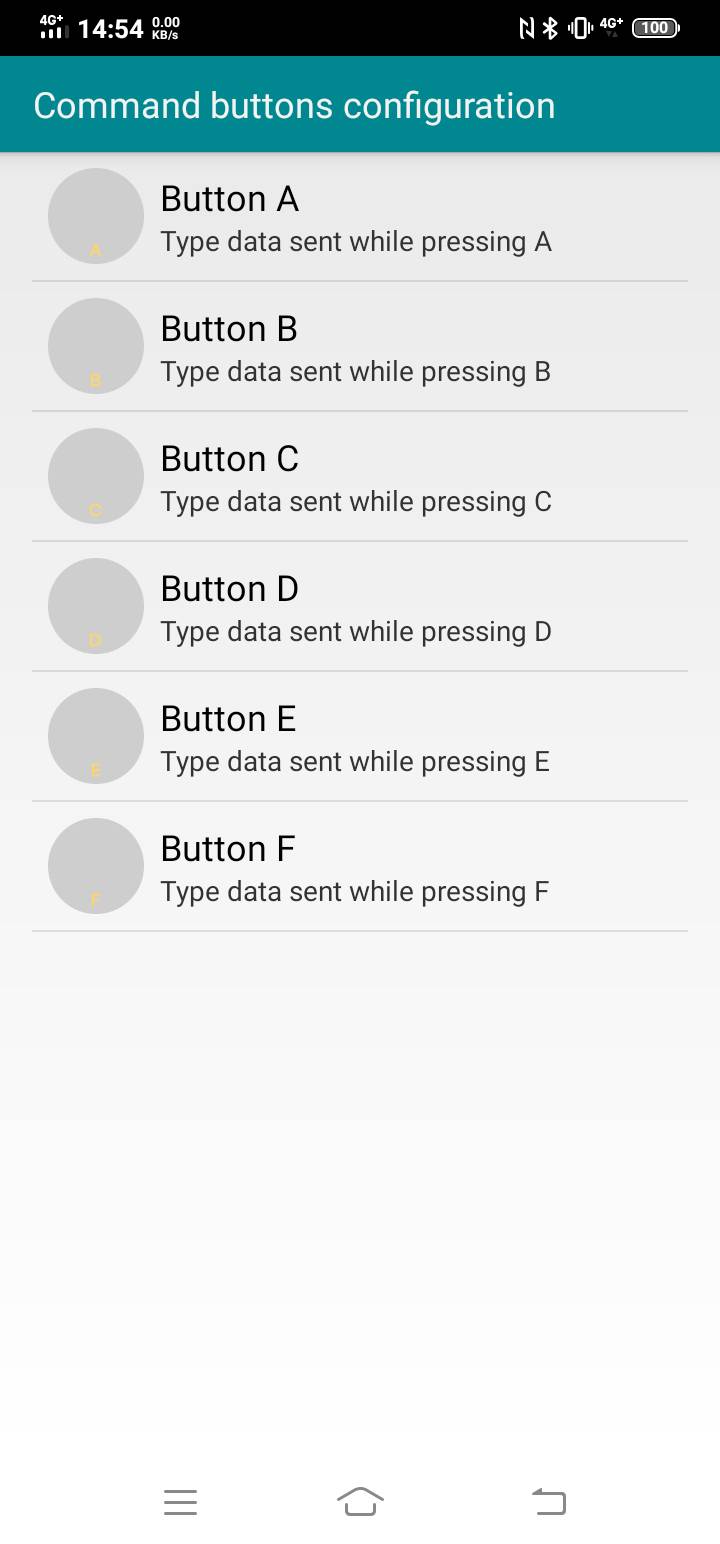 4G+ 14:54 0.00 KB/s 4G+ 100
Command buttons configuration
A
Button A
Type data sent while pressing A
B
Button B
Type data sent while pressing B
C
Button C
Type data sent while pressing C
D
Button D
Type data sent while pressing D
E
Button E
Type data sent while pressing E
F
Button F
Type data sent while pressing F